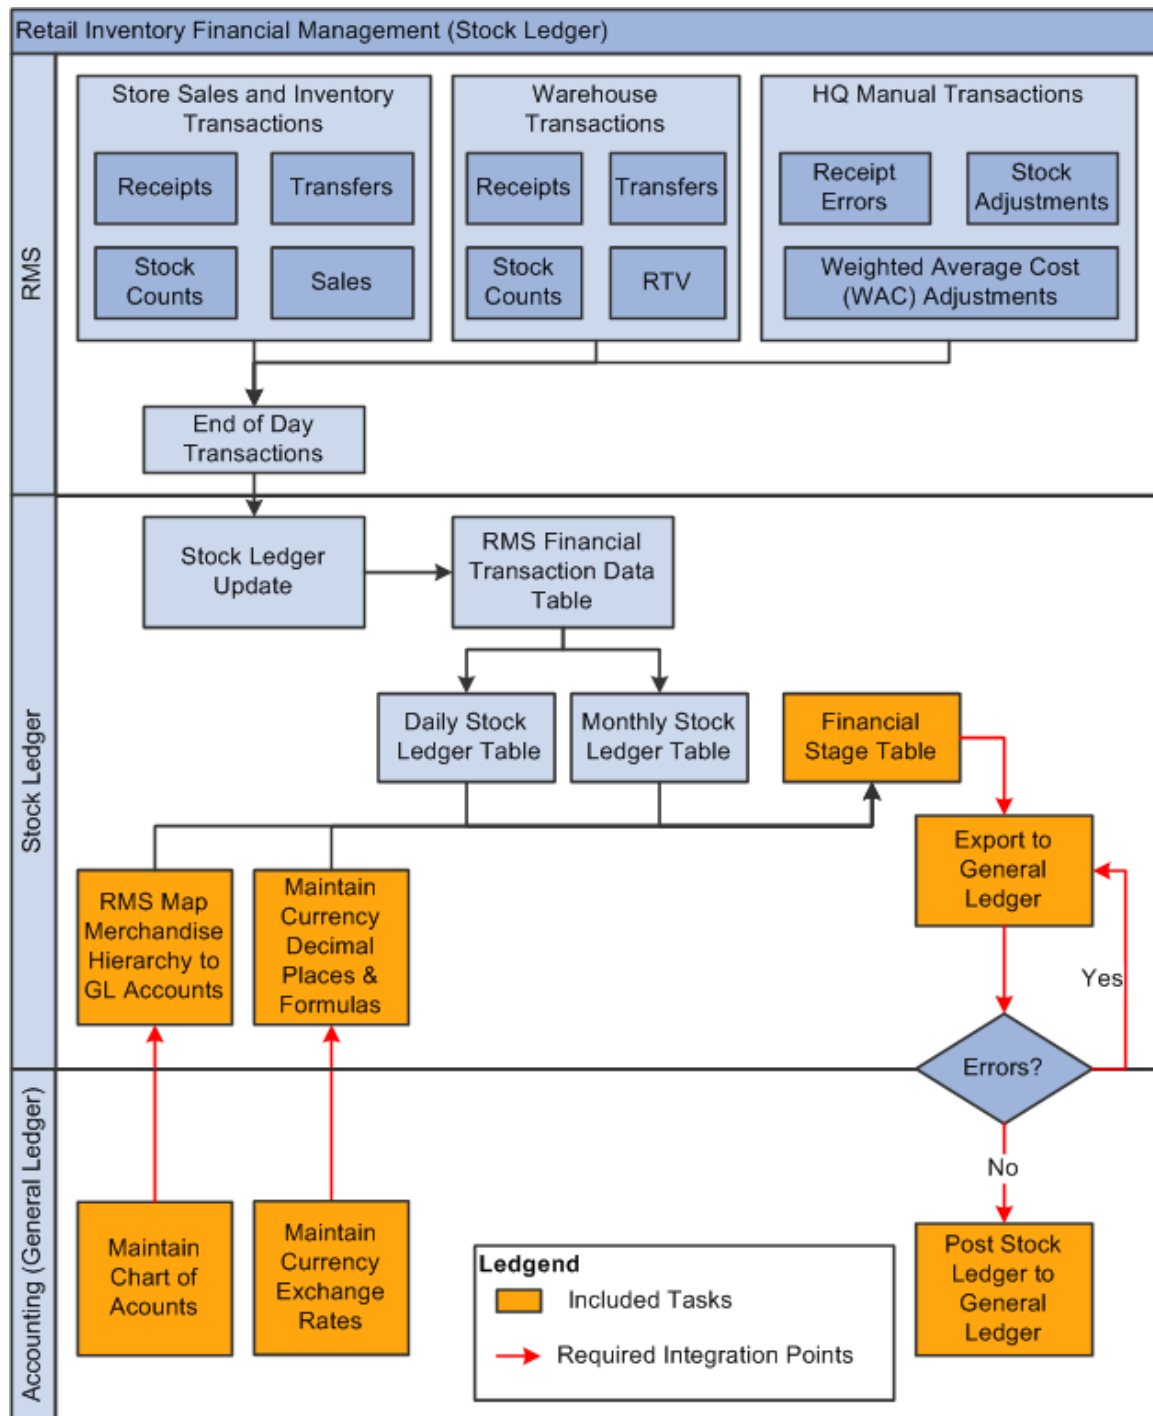 Retail Inventory Financial Management (Stock Ledger)
RMS
Store Sales and Inventory
Transactions
Receipts
Transfers
Stock
Counts
Sales
Warehouse
Transactions
Receipts
Transfers
Stock
Counts
RTV
HQ Manual Transactions
Receipt
Errors
Stock
Adjustments
Weighted Average Cost
(WAC) Adjustments
End of Day
Transactions
Stock Ledger
Stock Ledger
Update
RMS Financial
Transaction Data
Table
Daily Stock
Ledger Table
Monthly Stock
Ledger Table
Financial
Stage Table
RMS Map
Merchandise
Hierarchy to
GL Accounts
Maintain
Currency
Decimal
Places &
Formulas
Export to
General
Ledger
Yes
Errors?
No
Accounting (General Ledger)
Maintain
Chart of
Acounts
Maintain
Currency
Exchange
Rates
Ledgend
Included Tasks
Required Integration Points
Post Stock
Ledger to
General
Ledger